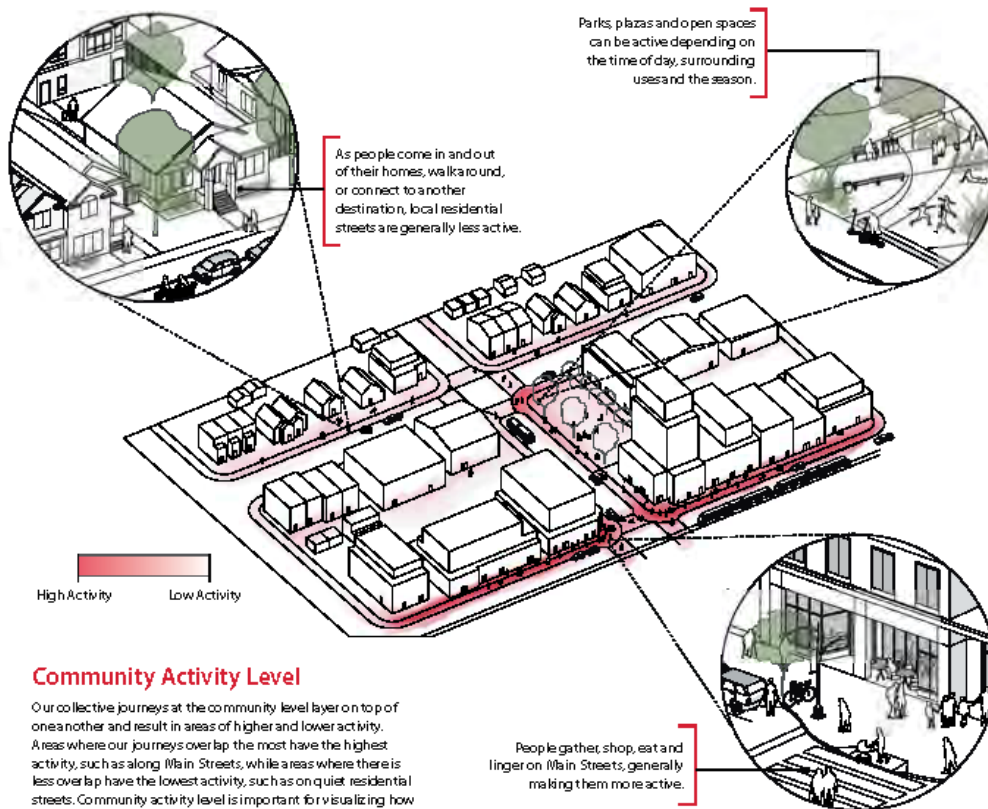 Parks, plazas and open spaces
can be active depending on
the time of day, surrounding
uses and the season.
As people come in and out
of their homes, walk around,
or connect to another
destination, local residential
streets are generally less active.
High Activity
Low Activity
Community Activity Level
Our collective journeys at the community level layer on top of
one another and result in areas of higher and lower activity.
Areas where our journeys overlap the most have the highest
activity, such as along Main Streets, while areas where there is
less overlap have the lowest activity, such as on quiet residential
streets. Community activity level is important for visualizing how
People gather, shop, eat and
linger on Main Streets, generally
making them more active.